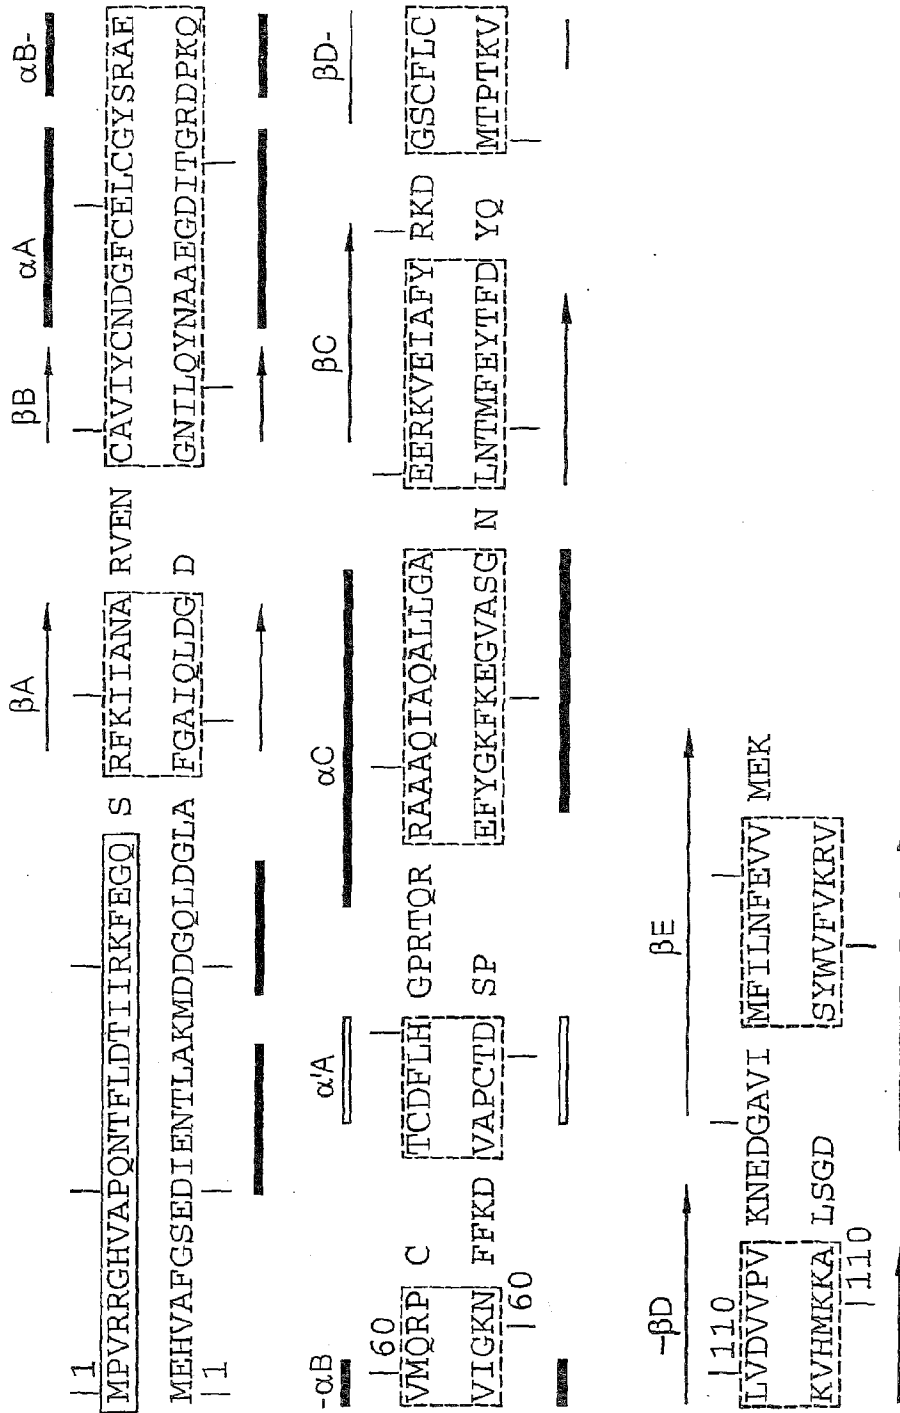 βA βB αA αB-
MPVRRGHVAPQNTFLDTIIRKFEGQ S RFKIIANA RVEN CAVIYCNDGFCELCGYSRAE
MEHVAFGSEDIENTLAKMDDGQLDGLA FGAIQLDG D GNILQYNAAEGDITGRDPKQ
1
1
-αB α'A αC βC βD-
60
VMQRP C TCDFLH GPRTQR RAAAQIAQALLGA EERKVEIAFY RKD GSCFLC
VIGKN FFKD VAPCTD SP EFYGKFKEGVASG N LNTMFEYTFD YQ MTPTKV
60
-βD βE
110
LVDVVPV KNEDGAVI MFILNFEVV MEK
KVHMKKA LSGD SYWVFVKRV
110